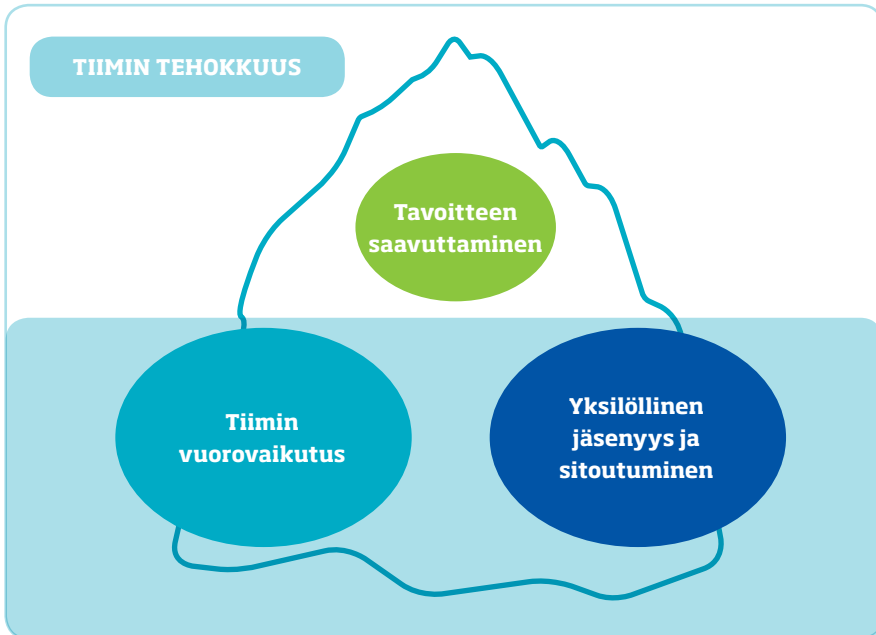 TIIMIN TEHOKKUUS
Tavoitteen
saavuttaminen
Tiimin
vuorovaikutus
Yksilöllinen
jäsenyys ja
sitoutuminen